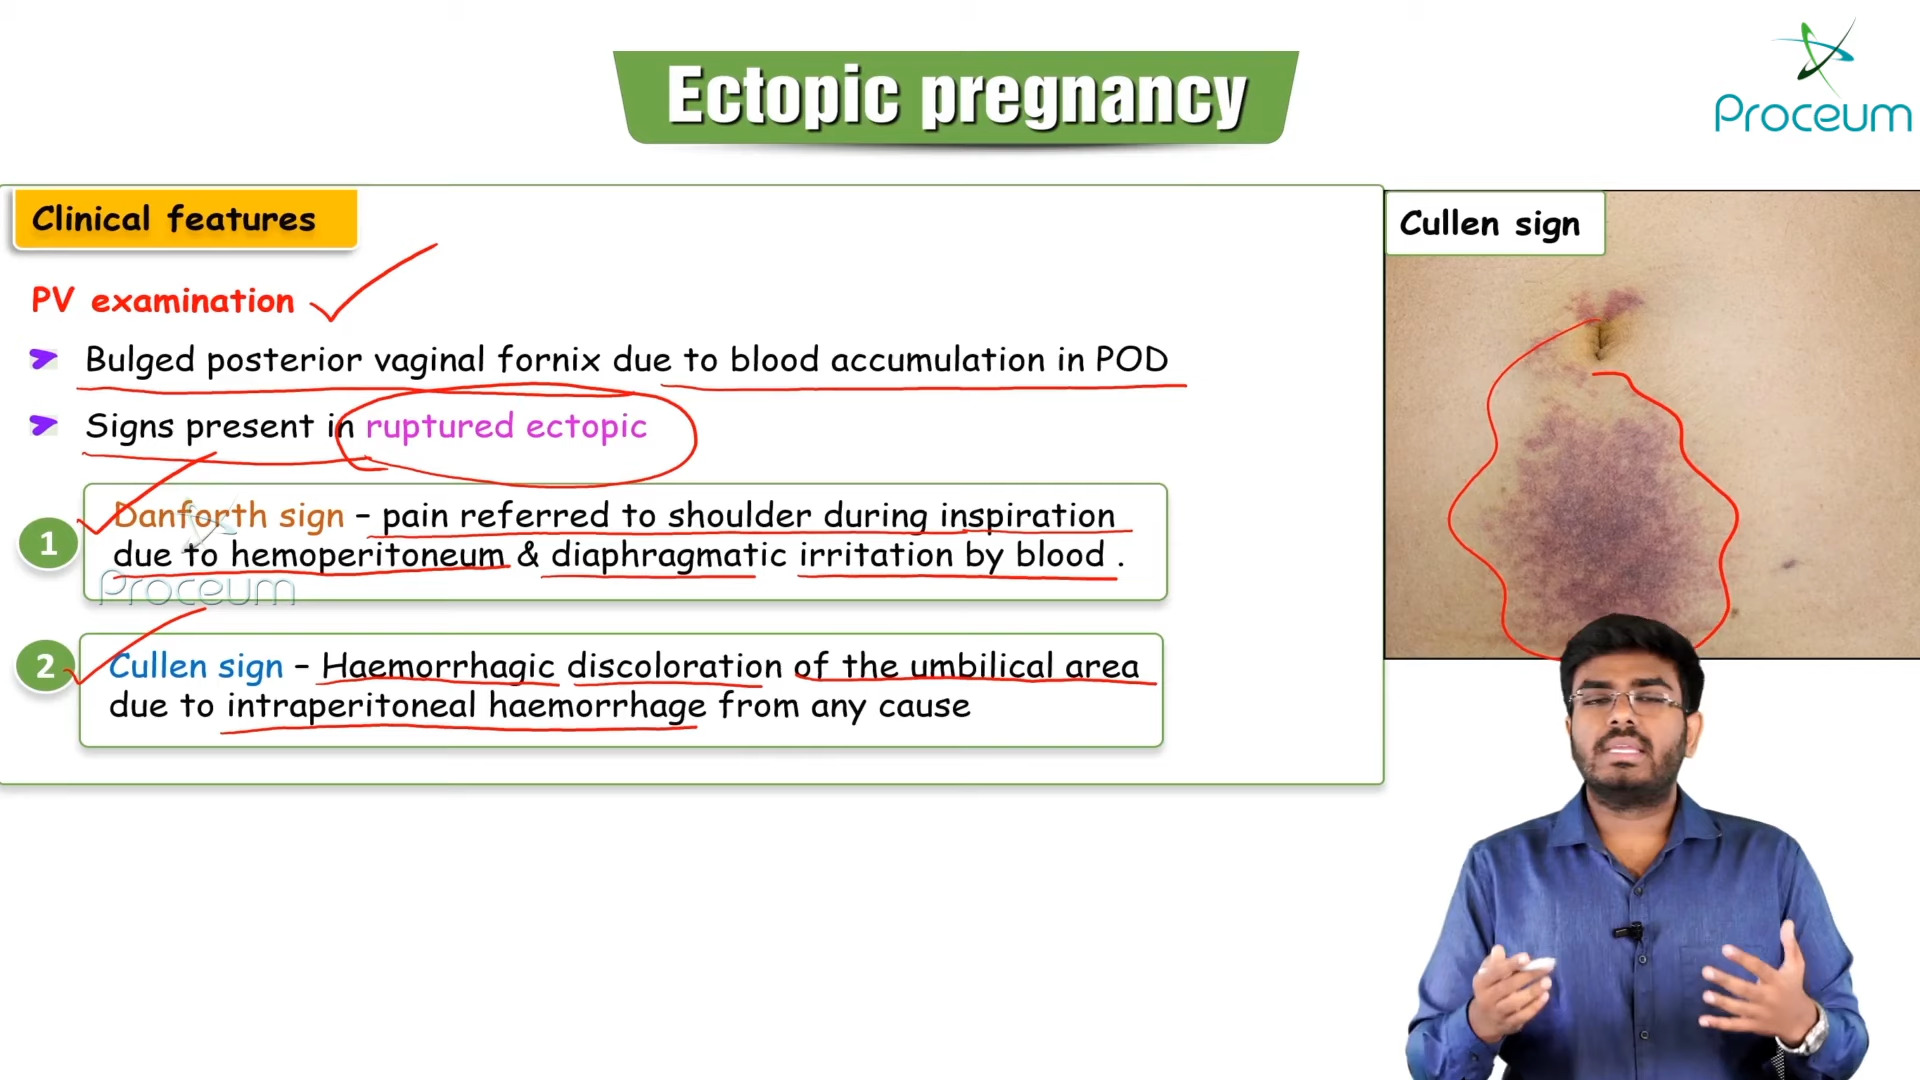 Ectopic pregnancy
Proceum
Clinical features
Cullen sign
PV examination
Bulged posterior vaginal fornix due to blood accumulation in POD
Signs present in ruptured ectopic
1
Danforth sign – pain referred to shoulder during inspiration
due to hemoperitoneum & diaphragmatic irritation by blood .
Proceum
2
Cullen sign – Haemorrhagic discoloration of the umbilical area
due to intraperitoneal haemorrhage from any cause